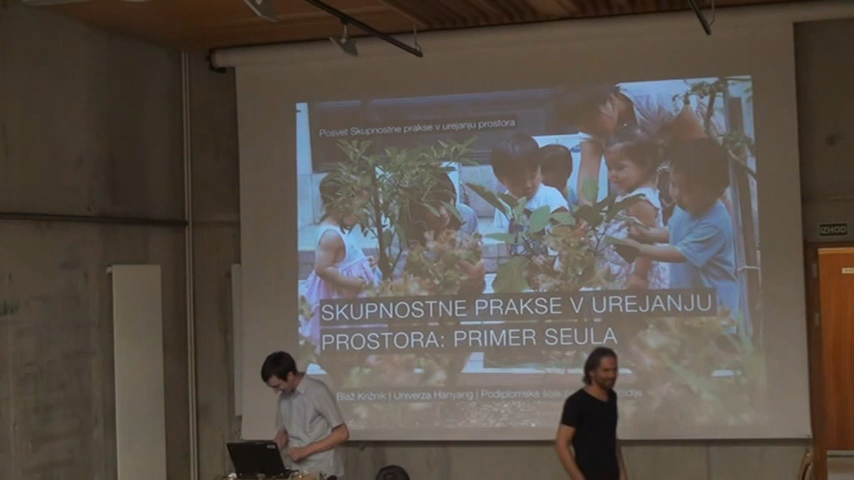 Posvet Skupnostne prakse v urejanju prostora
SKUPNOSTNE PRAKSE V UREJANJU
PROSTORA: PRIMER SEULA
Blaž Križnik | Univerza Hanyang | Podiplomska šola
IZHOD